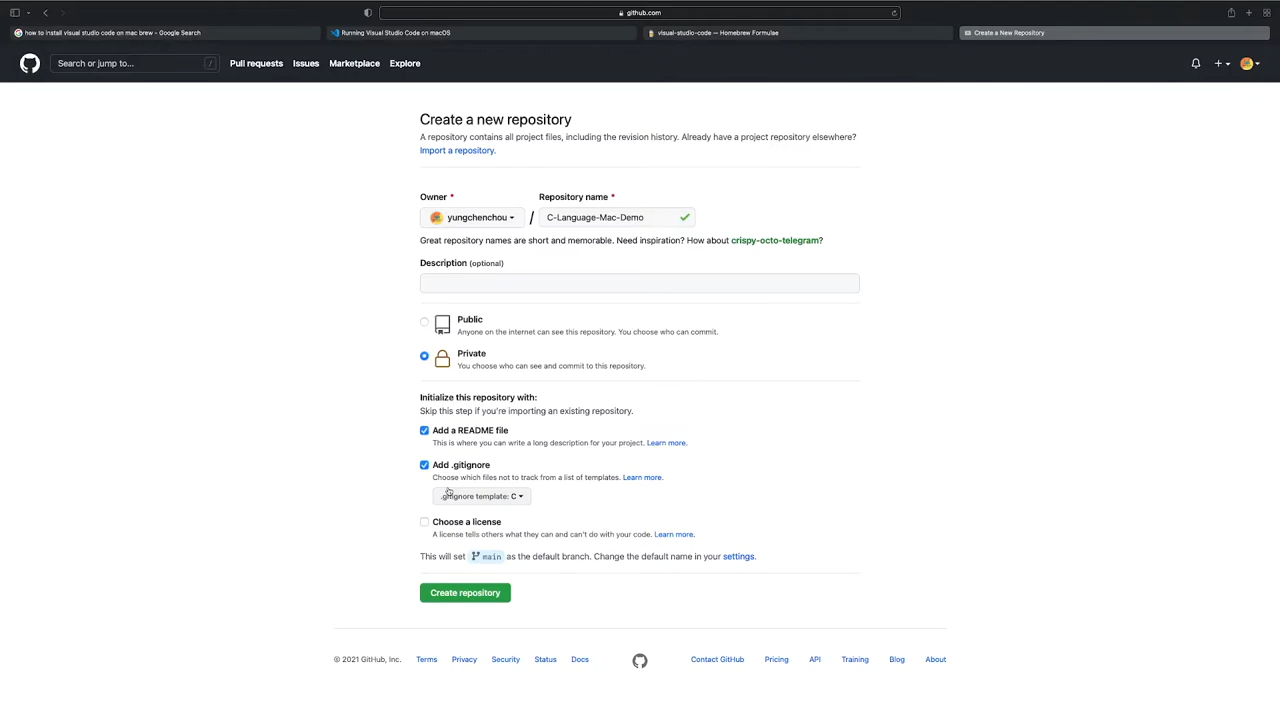 github.com
how to install visual studio code on mac brew - Google Search
Running Visual Studio Code on macOS
visual-studio-code — Homebrew Formulae
Create a New Repository
Search or jump to...
/
Pull requests
Issues
Marketplace
Explore
Create a new repository
A repository contains all project files, including the revision history. Already have a project repository elsewhere?
Import a repository.
Owner *
Repository name *
yungchenchou
/
C-Language-Mac-Demo
Great repository names are short and memorable. Need inspiration? How about crispy-octo-telegram?
Description (optional)
Public
Anyone on the internet can see this repository. You choose who can commit.
Private
You choose who can see and commit to this repository.
Initialize this repository with:
Skip this step if you're importing an existing repository.
Add a README file
This is where you can write a long description for your project. Learn more.
Add .gitignore
Choose which files not to track from a list of templates. Learn more.
.gitignore template: C
Choose a license
A license tells others what they can and can't do with your code. Learn more.
This will set main as the default branch. Change the default name in your settings.
Create repository
© 2021 GitHub, Inc.
Terms
Privacy
Security
Status
Docs
Contact GitHub
Pricing
API
Training
Blog
About